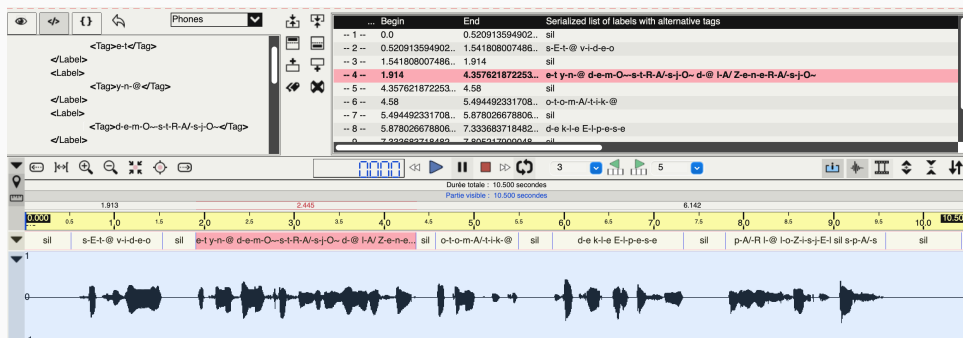 </> {} Phones
... Begin End Serialized list of labels with alternative tags
-- 1 -- 0.0 0.520913594902... sil
-- 2 -- 0.520913594902... 1.541808007486... s-E-t-@ v-i-d-e-o
-- 3 -- 1.541808007486... 1.914 sil
-- 4 -- 1.914 4.357621872253... e-t y-n-@ d-e-m-O~-s-t-R-A/-s-j-O~ d-@ l-A/ Z-e-n-e-R-A/-s-j-O~
-- 5 -- 4.357621872253... 4.58 sil
-- 6 -- 4.58 5.494492331708... o-t-o-m-A/-t-i-k-@
-- 7 -- 5.494492331708... 5.878026678806... sil
-- 8 -- 5.878026678806... 7.333683718482... d-e k-l-e E-l-p-e-s-e
<Tag>e-t</Tag>
</Label>
<Label>
<Tag>y-n-@</Tag>
</Label>
<Label>
<Tag>d-e-m-O~-s-t-R-A/-s-j-O~</Tag>
</Label>
0000 3 5
Durée totale : 10.500 secondes
Partie visible : 10.500 secondes
1.913 2.445 6.142
0.000 0.5 1,0 1.5 2,0 2.5 3,0 3.5 4,0 4.5 5,0 5.5 6,0 6.5 7,0 7.5 8,0 8.5 9,0 9.5 10,0 10.50
sil s-E-t-@ v-i-d-e-o sil e-t y-n-@ d-e-m-O~-s-t-R-A/-s-j-O~ d-@ l-A/ Z-e-n-e... sil o-t-o-m-A/-t-i-k-@ sil d-e k-l-e E-l-p-e-s-e sil p-A/-R l-@ l-o-Z-i-s-j-E-l sil s-p-A/-s sil
1
0